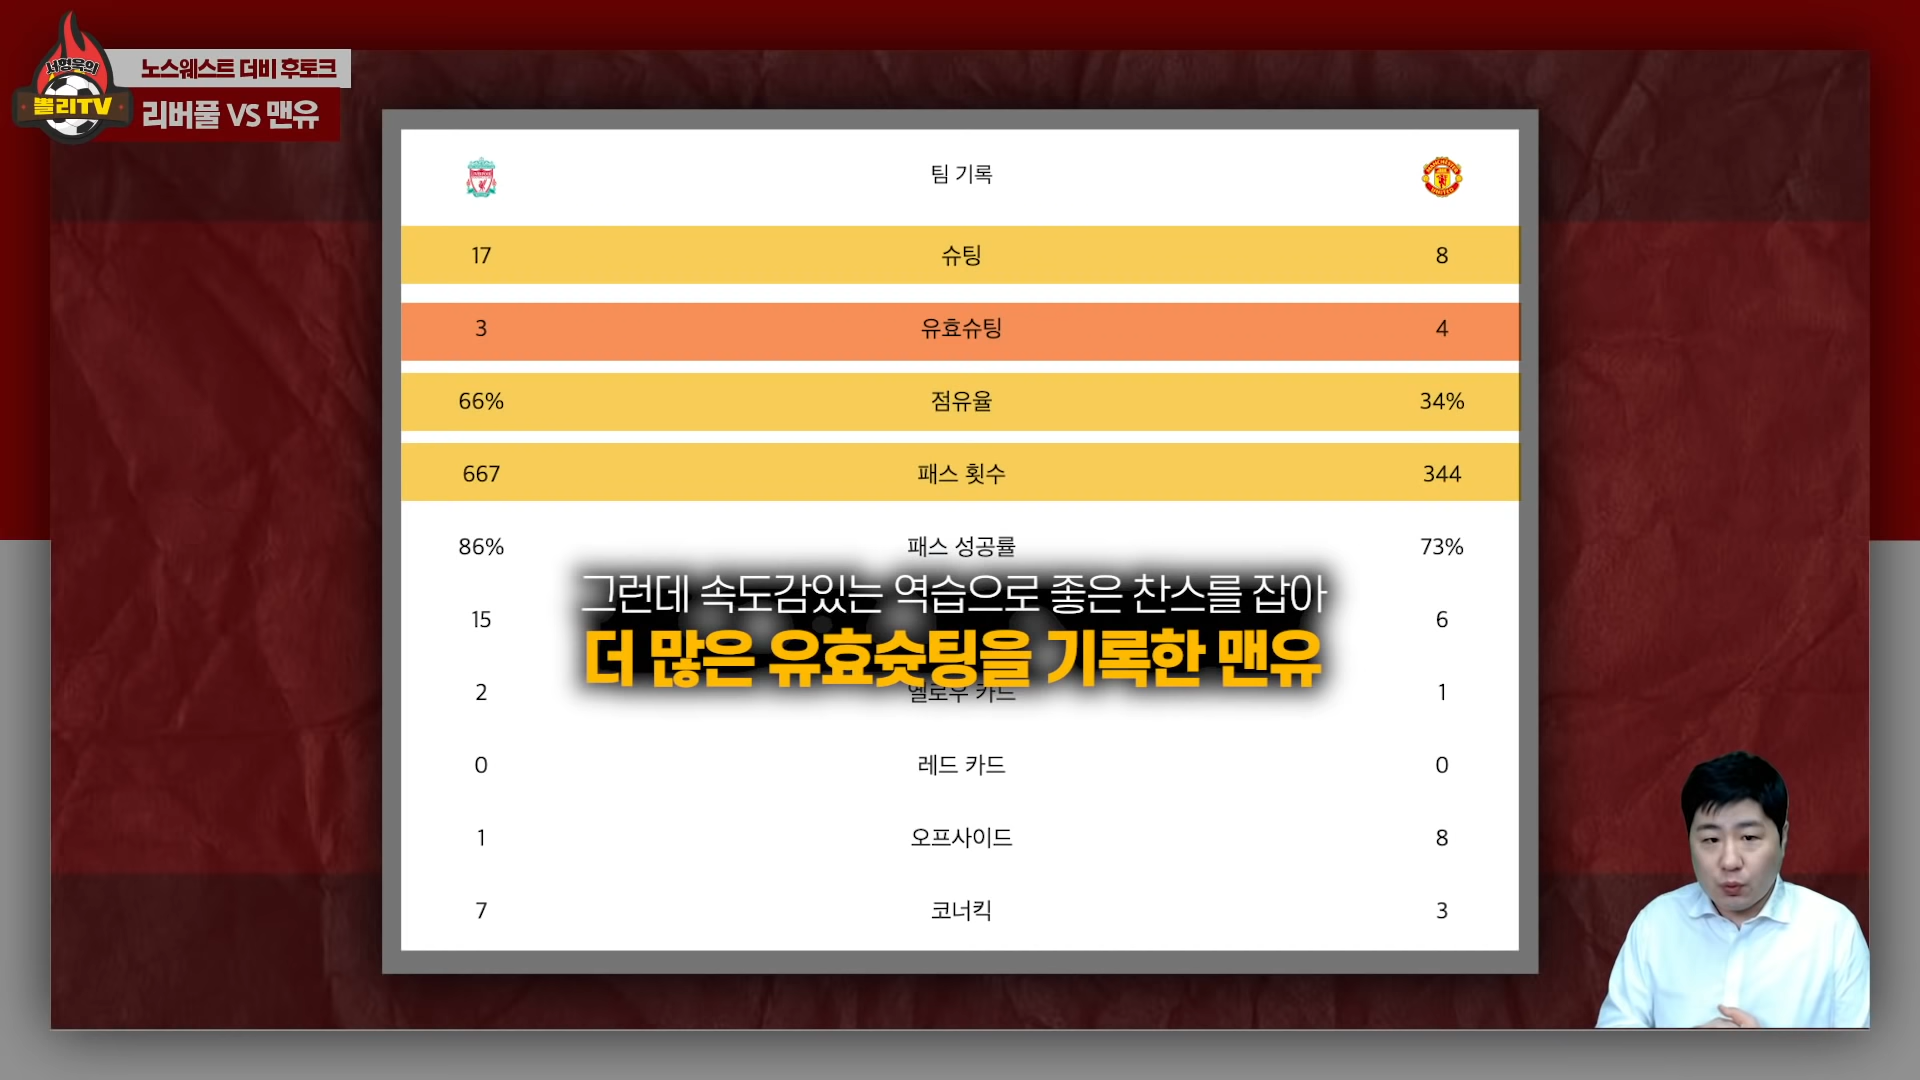 서형욱의
뽈리TV
노스웨스트 더비 후토크
리버풀 VS 맨유
팀 기록
17 슈팅 8
3 유효슈팅 4
66% 점유율 34%
667 패스 횟수 344
86% 패스 성공률 73%
그런데 속도감있는 역습으로 좋은 찬스를 잡아
15 6
더 많은 유효슛팅을 기록한 맨유
2 옐로우 카드 1
0 레드 카드 0
1 오프사이드 8
7 코너킥 3